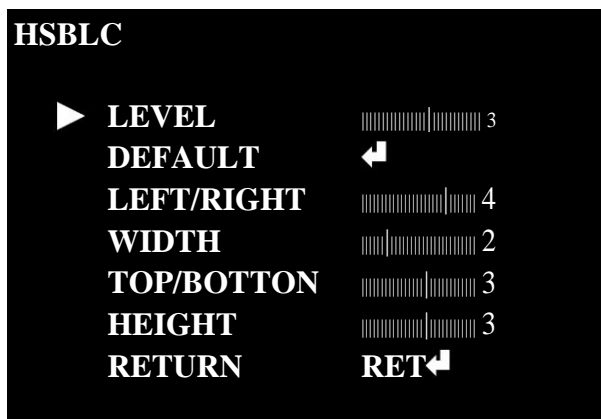 HSBLC
LEVEL 3
DEFAULT
LEFT/RIGHT 4
WIDTH 2
TOP/BOTTON 3
HEIGHT 3
RETURN RET